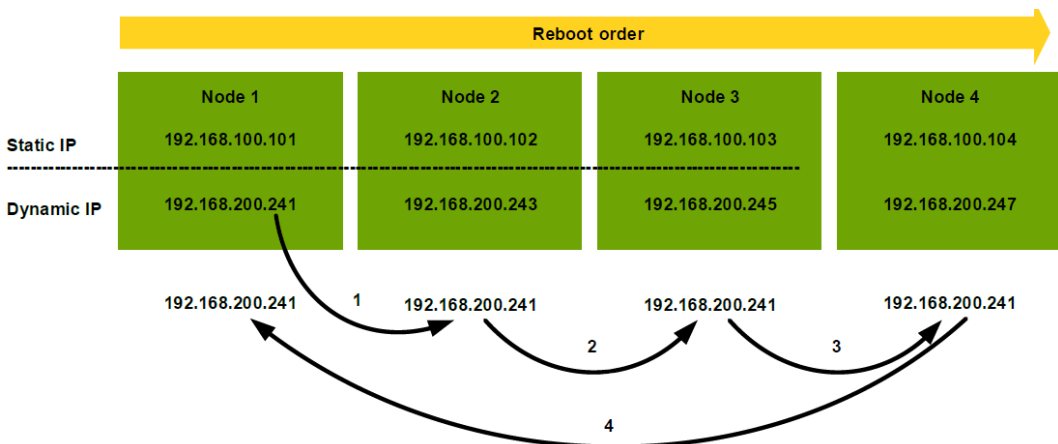 Reboot order
Node 1 Node 2 Node 3 Node 4
Static IP 192.168.100.101 192.168.100.102 192.168.100.103 192.168.100.104
Dynamic IP 192.168.200.241 192.168.200.243 192.168.200.245 192.168.200.247
192.168.200.241 1 192.168.200.241 192.168.200.241 192.168.200.241
2 3
4